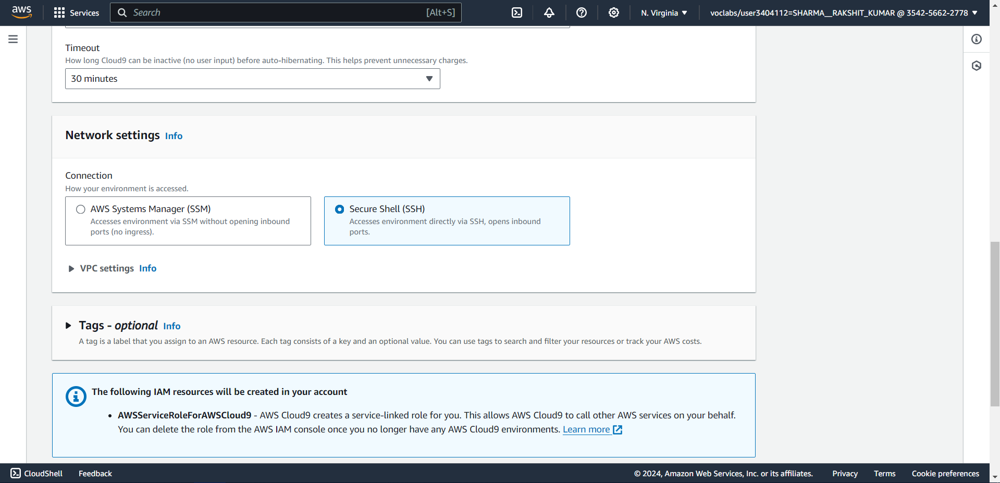 aws
Services
Search [Alt+S]
N. Virginia
voclabs/user3404112=SHARMA__RAKSHIT_KUMAR @ 3542-5662-2778
Timeout
How long Cloud9 can be inactive (no user input) before auto-hibernating. This helps prevent unnecessary charges.
30 minutes
Network settings Info
Connection
How your environment is accessed.
AWS Systems Manager (SSM)
Accesses environment via SSM without opening inbound
ports (no ingress).
Secure Shell (SSH)
Accesses environment directly via SSH, opens inbound
ports.
VPC settings Info
Tags - optional Info
A tag is a label that you assign to an AWS resource. Each tag consists of a key and an optional value. You can use tags to search and filter your resources or track your AWS costs.
The following IAM resources will be created in your account
• AWSServiceRoleForAWSCloud9 - AWS Cloud9 creates a service-linked role for you. This allows AWS Cloud9 to call other AWS services on your behalf.
You can delete the role from the AWS IAM console once you no longer have any AWS Cloud9 environments. Learn more
CloudShell
Feedback
© 2024, Amazon Web Services, Inc. or its affiliates.
Privacy
Terms
Cookie preferences